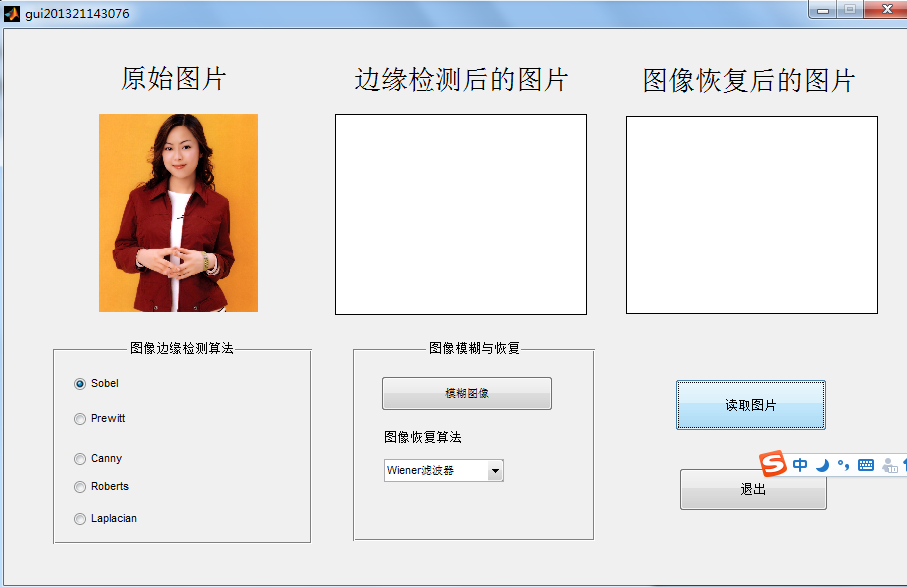 gui201321143076
原始图片
边缘检测后的图片
图像恢复后的图片
图像边缘检测算法
Sobel
Prewitt
Canny
Roberts
Laplacian
图像模糊与恢复
模糊图像
图像恢复算法
Wiener滤波器
读取图片
中
退出